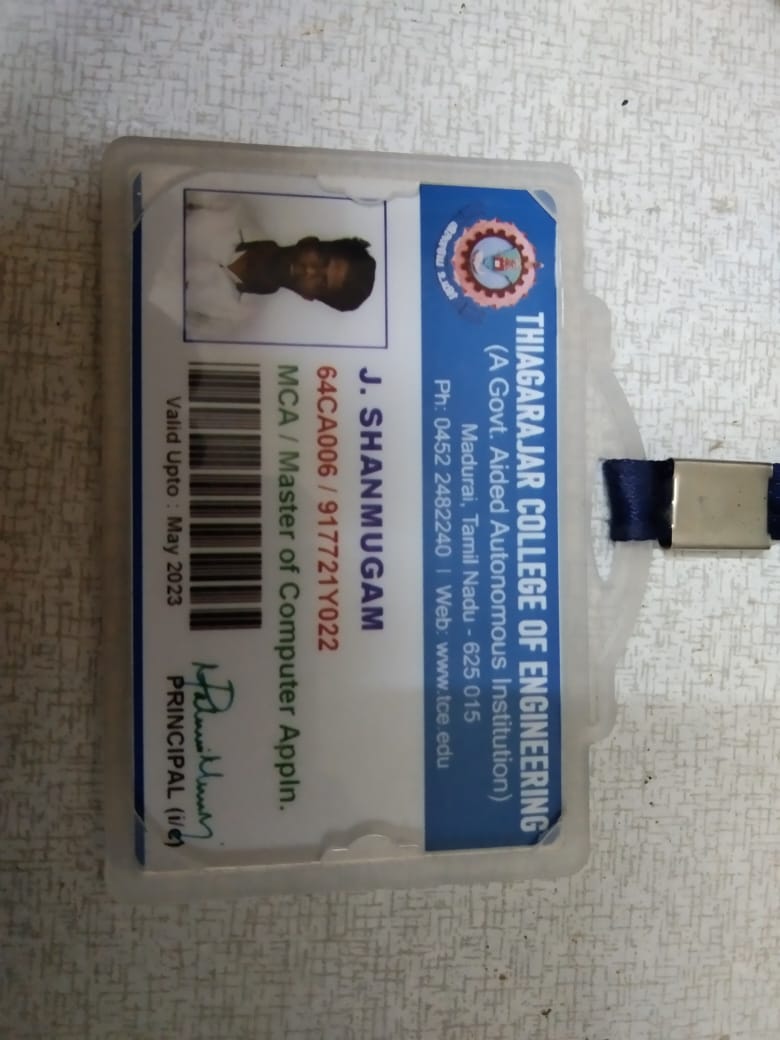 THIAGARAJAR COLLEGE OF ENGINEERING
(A Govt. Aided Autonomous Institution)
Madurai, Tamil Nadu - 625 015
Ph: 0452 2482240 | Web: www.tce.edu
J. SHANMUGAM
64CA006 / 917721Y022
MCA / Master of Computer Appln.
Valid Upto : May 2023
PRINCIPAL (i/c)